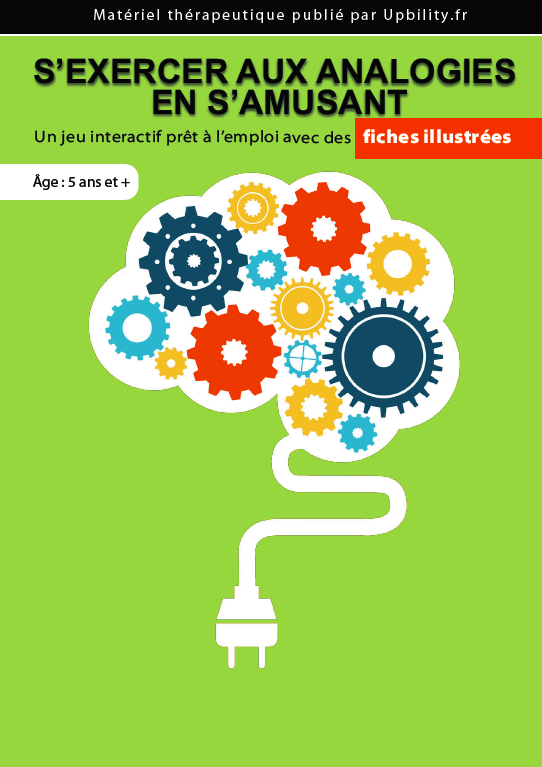 Matériel thérapeutique publié par Upbility.fr
S’EXERCER AUX ANALOGIES
EN S’AMUSANT
Un jeu interactif prêt à l’emploi avec des fiches illustrées
Âge : 5 ans et +